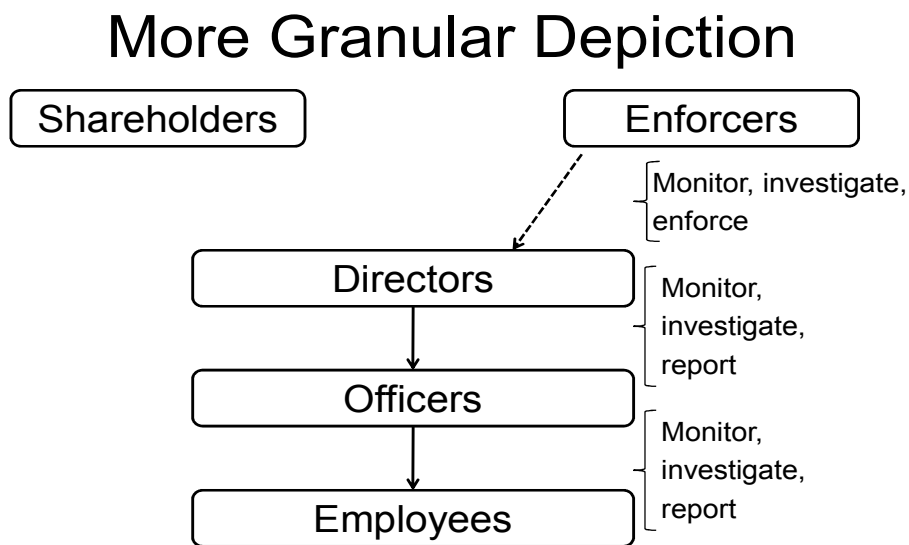 More Granular Depiction
Shareholders
Enforcers
Monitor, investigate,
enforce
Directors
Monitor,
investigate,
report
Officers
Monitor,
investigate,
report
Employees